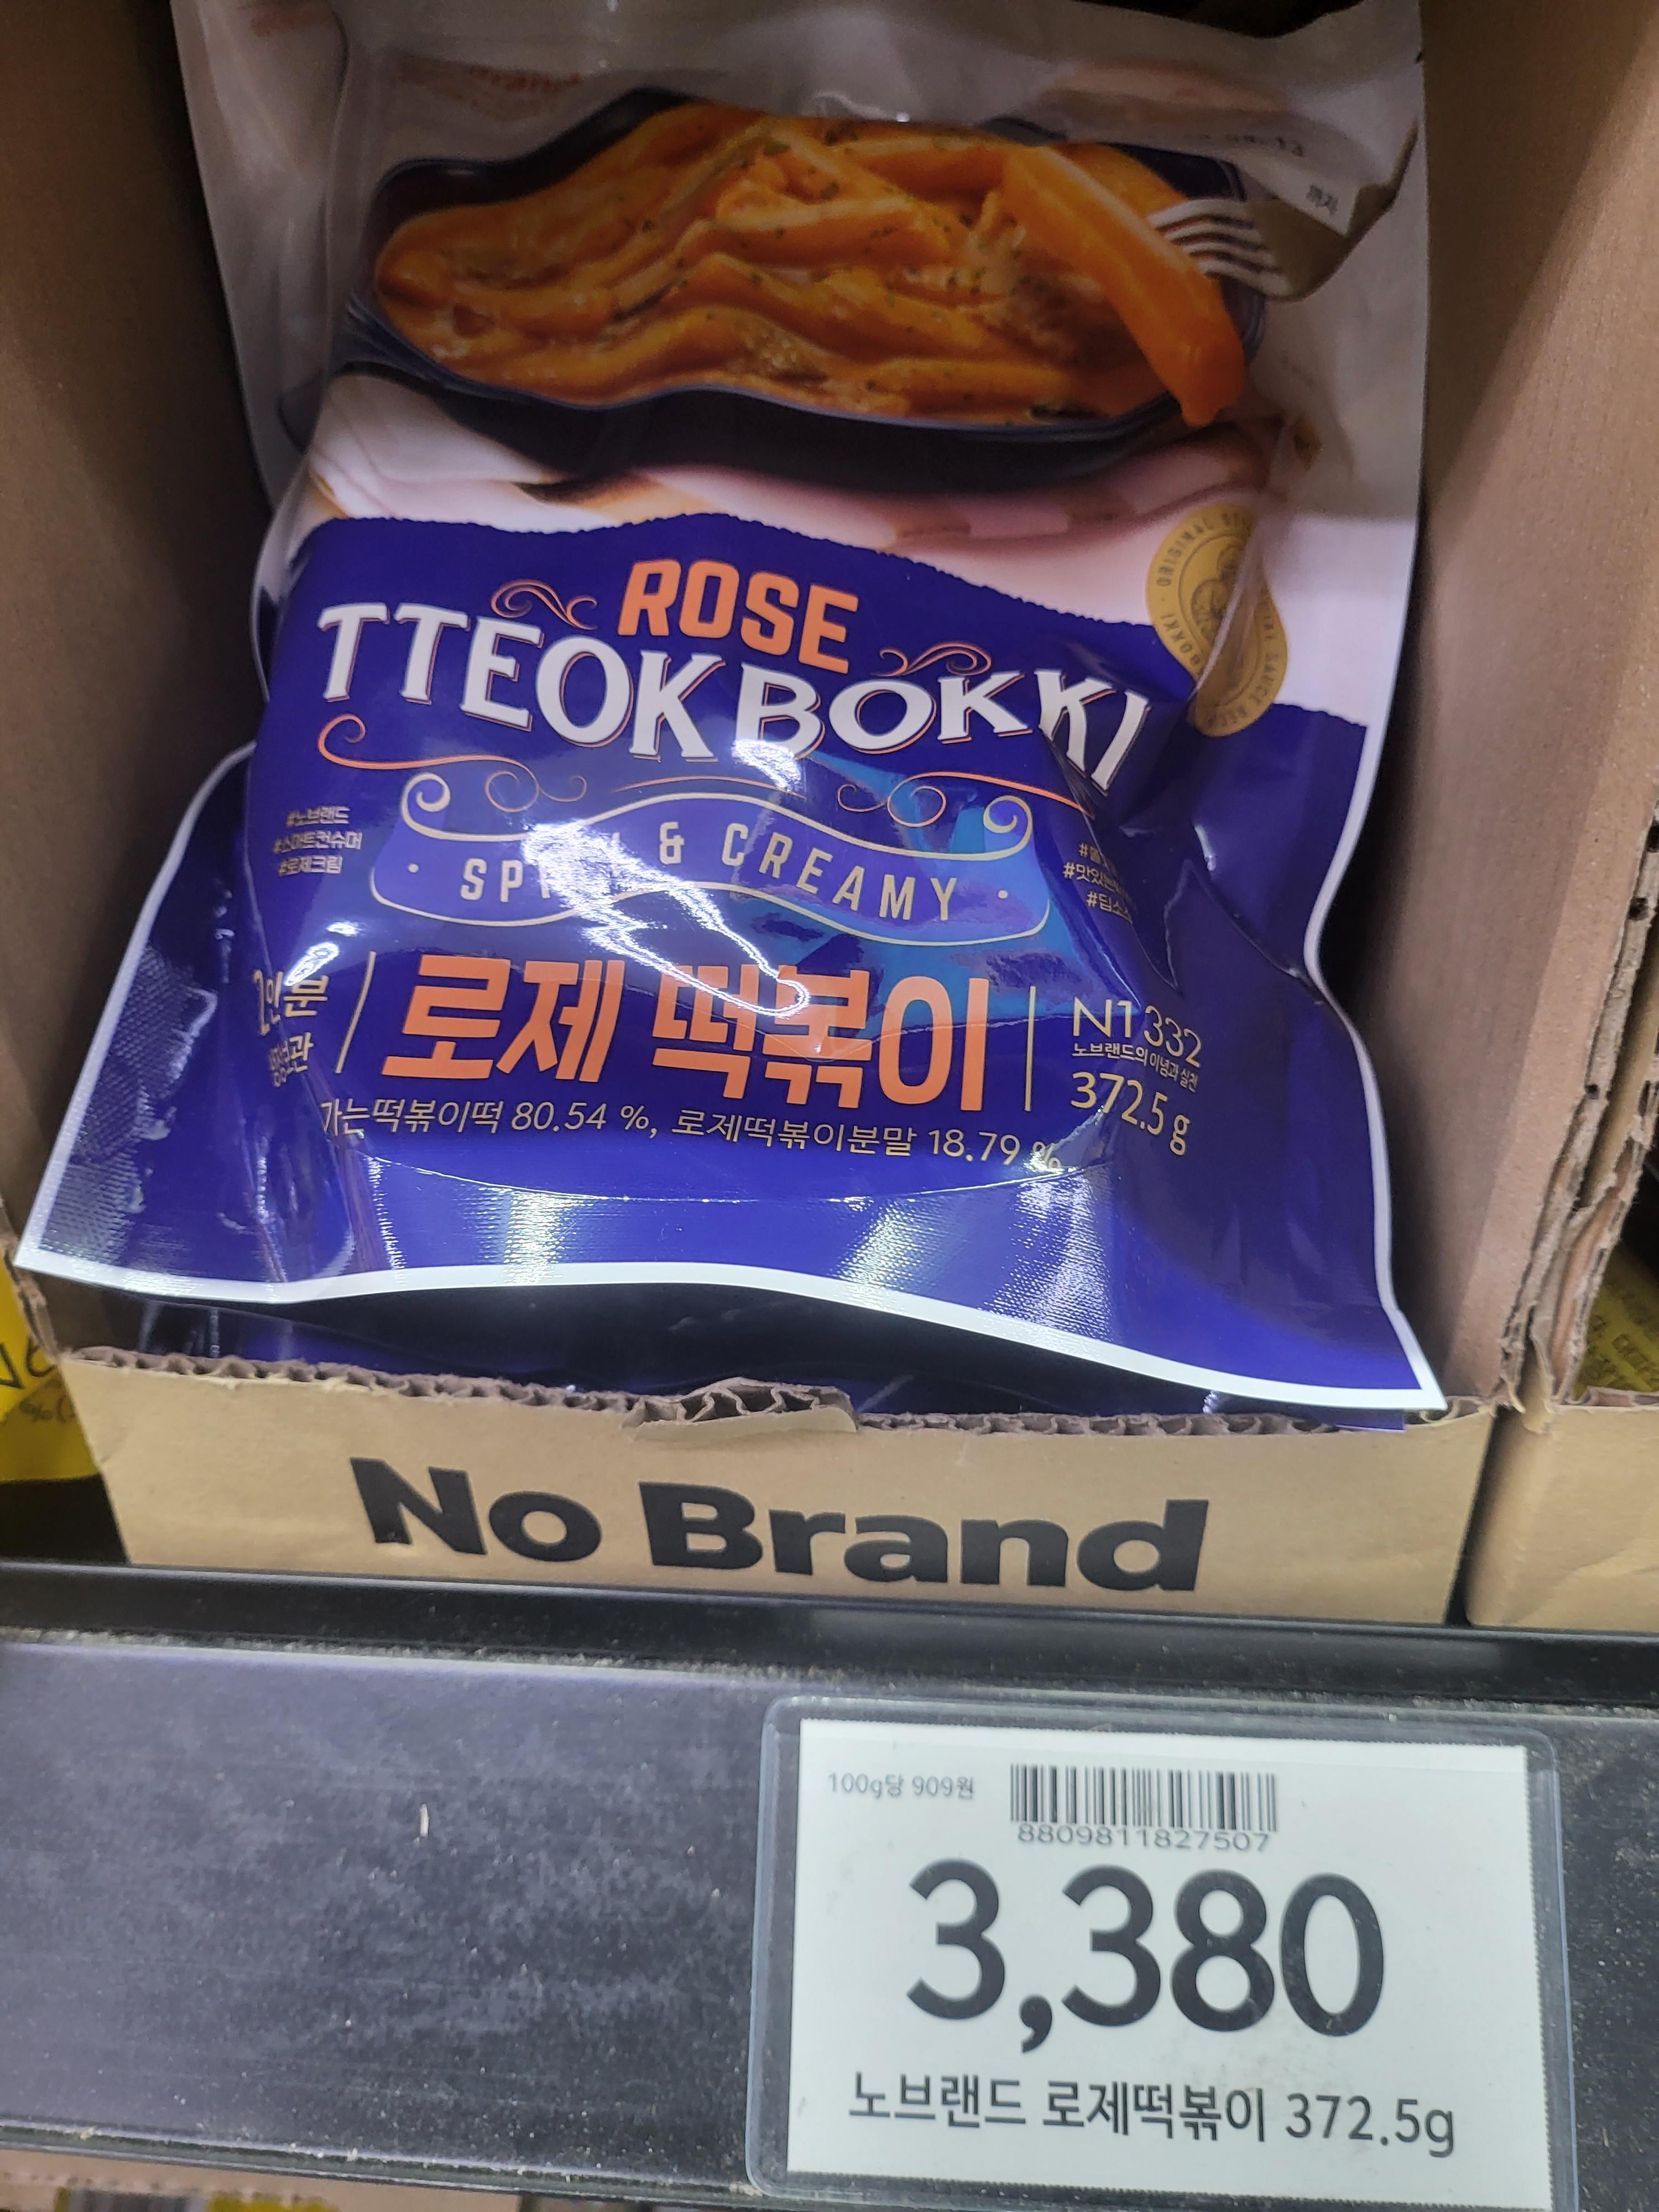 까지
ROSE
TTEOKBOKKI
& CREAMY
#노브랜드
#스마트컨슈머
#로제크림
2인분
로제 떡볶이
N1 332
노브랜드의 이념과 실천
372.5 g
가는떡볶이떡 80.54 %, 로제떡볶이분말 18.79 %
No Brand
100g당 909원
8809811827507
3,380
노브랜드 로제떡볶이 372.5g